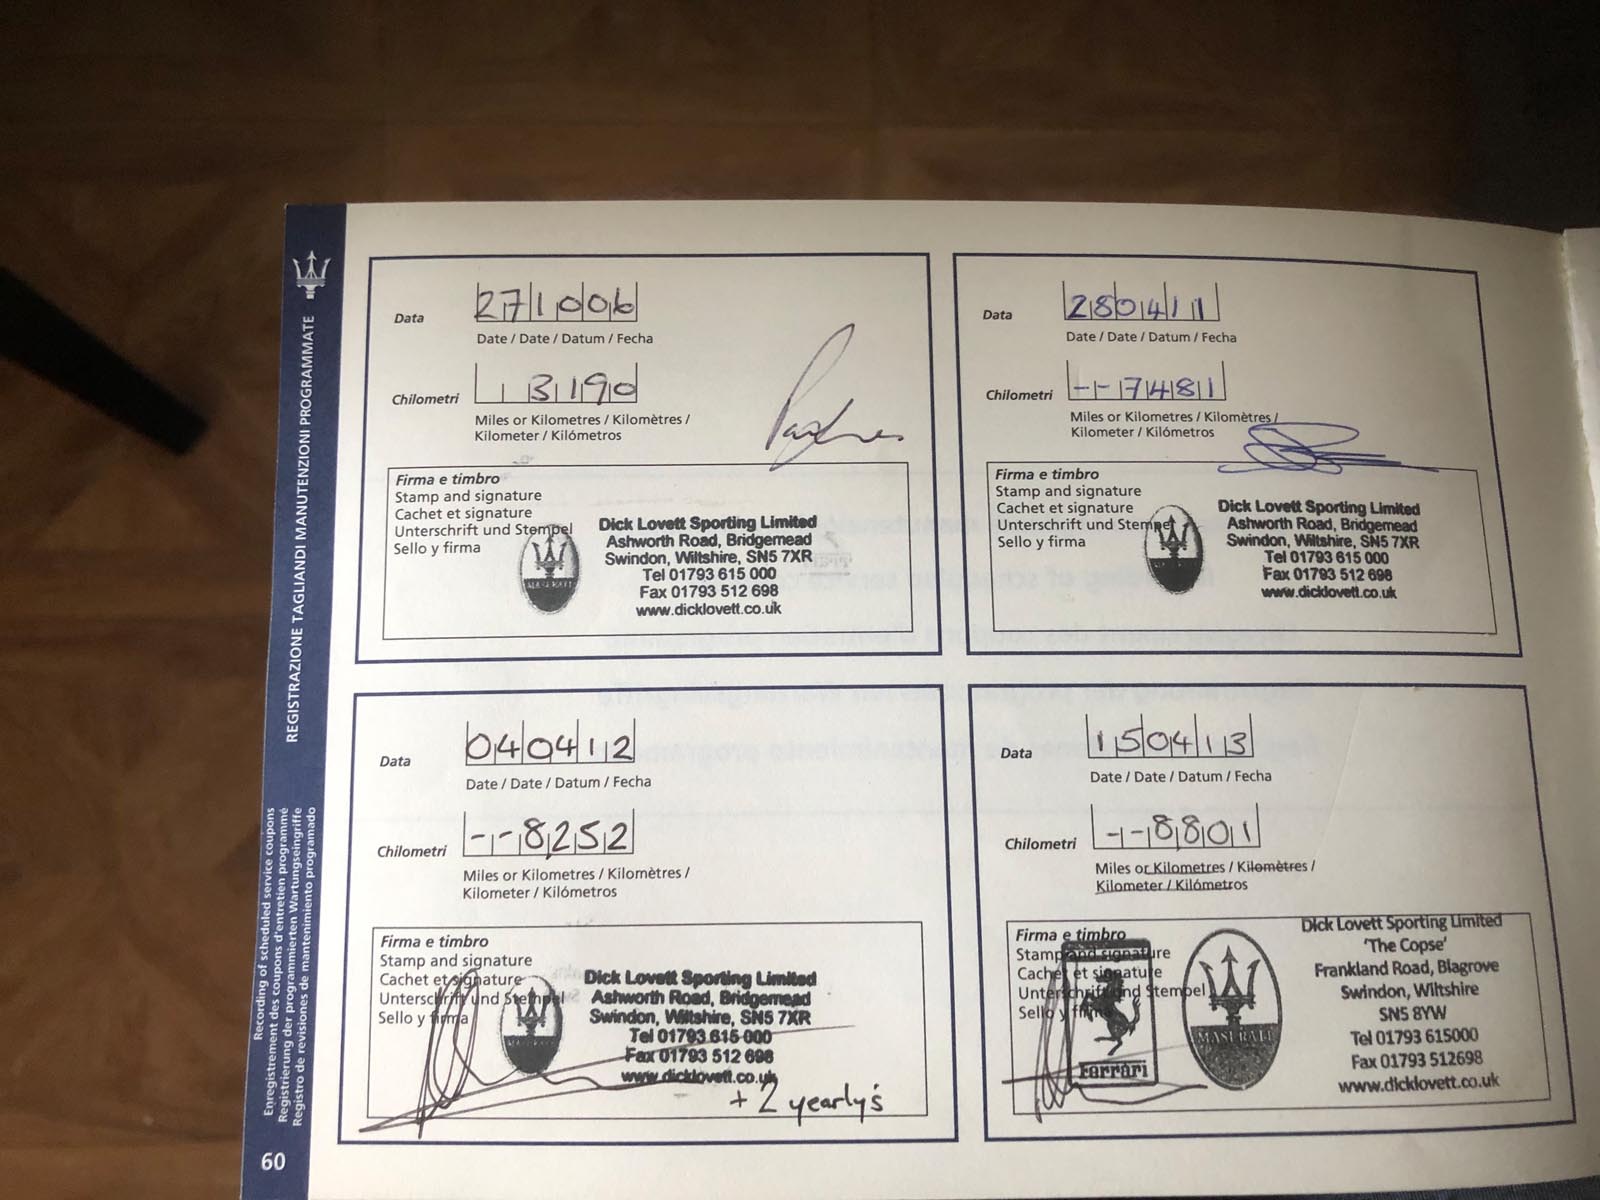 REGISTRAZIONE TAGLIANDI MANUTENZIONI PROGRAMMATE
Recording of scheduled service coupons
Enregistrement des coupons d'entretien programmé
Registrierung der programmierten Wartungseingriffe
Registro de revisiones de mantenimiento programado
60
Data
271006
Date / Date / Datum / Fecha
Chilometri
3190
Miles or Kilometres / Kilomètres /
Kilometer / Kilómetros
Firma e timbro
Stamp and signature
Cachet et signature
Unterschrift und Stempel
Sello y firma
MASERATI
Dick Lovett Sporting Limited
Ashworth Road, Bridgemead
Swindon, Wiltshire, SN5 7XR
Tel 01793 615 000
Fax 01793 512 698
www.dicklovett.co.uk
Data
280411
Date / Date / Datum / Fecha
Chilometri
--7481
Miles or Kilometres / Kilomètres /
Kilometer / Kilómetros
Firma e timbro
Stamp and signature
Cachet et signature
Unterschrift und Stempel
Sello y firma
Dick Lovett Sporting Limited
Ashworth Road, Bridgemead
Swindon, Wiltshire, SN5 7XR
Tel 01793 615 000
Fax 01793 512 698
www.dicklovett.co.uk
Data
040412
Date / Date / Datum / Fecha
Chilometri
--8252
Miles or Kilometres / Kilomètres /
Kilometer / Kilómetros
Firma e timbro
Stamp and signature
Cachet et signature
Unterschrift und Stempel
Sello y firma
Dick Lovett Sporting Limited
Ashworth Road, Bridgemead
Swindon, Wiltshire, SN5 7XR
Tel 01793 615 000
Fax 01793 512 698
www.dicklovett.co.uk
+ 2 yearly's
Data
150413
Date / Date / Datum / Fecha
Chilometri
--8801
Miles or Kilometres / Kilomètres /
Kilometer / Kilómetros
Firma e timbro
Stamp and signature
Cachet et signature
Unterschrift und Stempel
Sello y firma
Ferrari
MASERATI
Dick Lovett Sporting Limited
'The Copse'
Frankland Road, Blagrove
Swindon, Wiltshire
SN5 8YW
Tel 01793 615000
Fax 01793 512698
www.dicklovett.co.uk